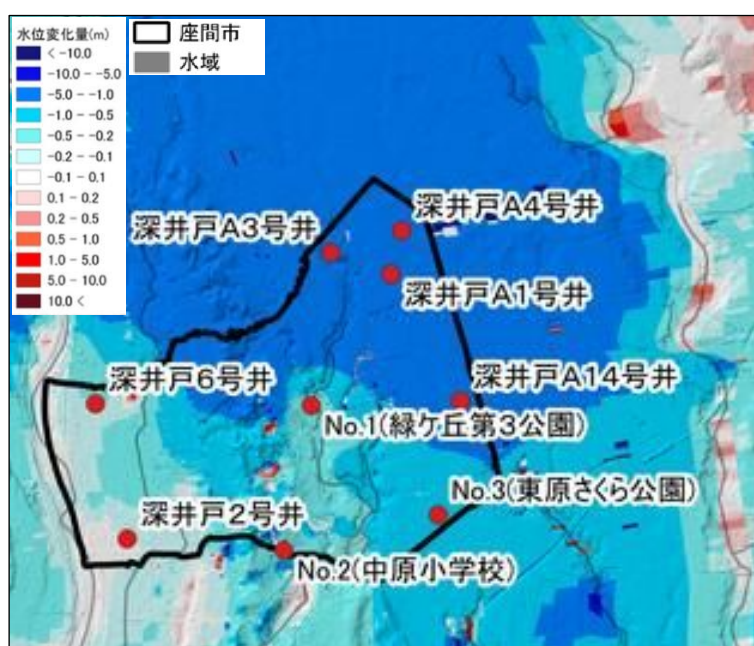 水位変化量(m)
< -10.0
-10.0 - -5.0
-5.0 - -1.0
-1.0 - -0.5
-0.5 - -0.2
-0.2 - -0.1
-0.1 - 0.1
0.1 - 0.2
0.2 - 0.5
0.5 - 1.0
1.0 - 5.0
5.0 - 10.0
10.0 <
座間市
水域
深井戸A4号井
深井戸A3号井
深井戸A1号井
深井戸6号井
深井戸A14号井
No.1(緑ケ丘第3公園)
No.3(東原さくら公園)
深井戸2号井
No.2(中原小学校)